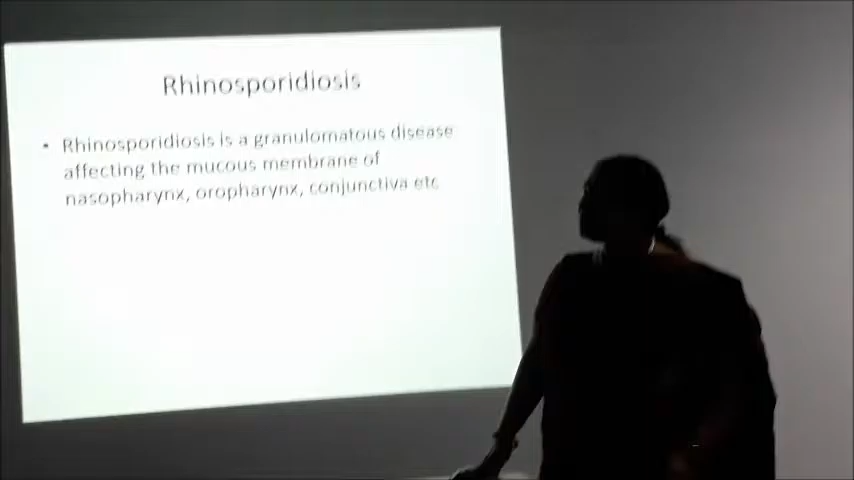 Rhinosporidiosis
• Rhinosporidiosis is a granulomatous disease
affecting the mucous membrane of
nasopharynx, oropharynx, conjunctiva etc